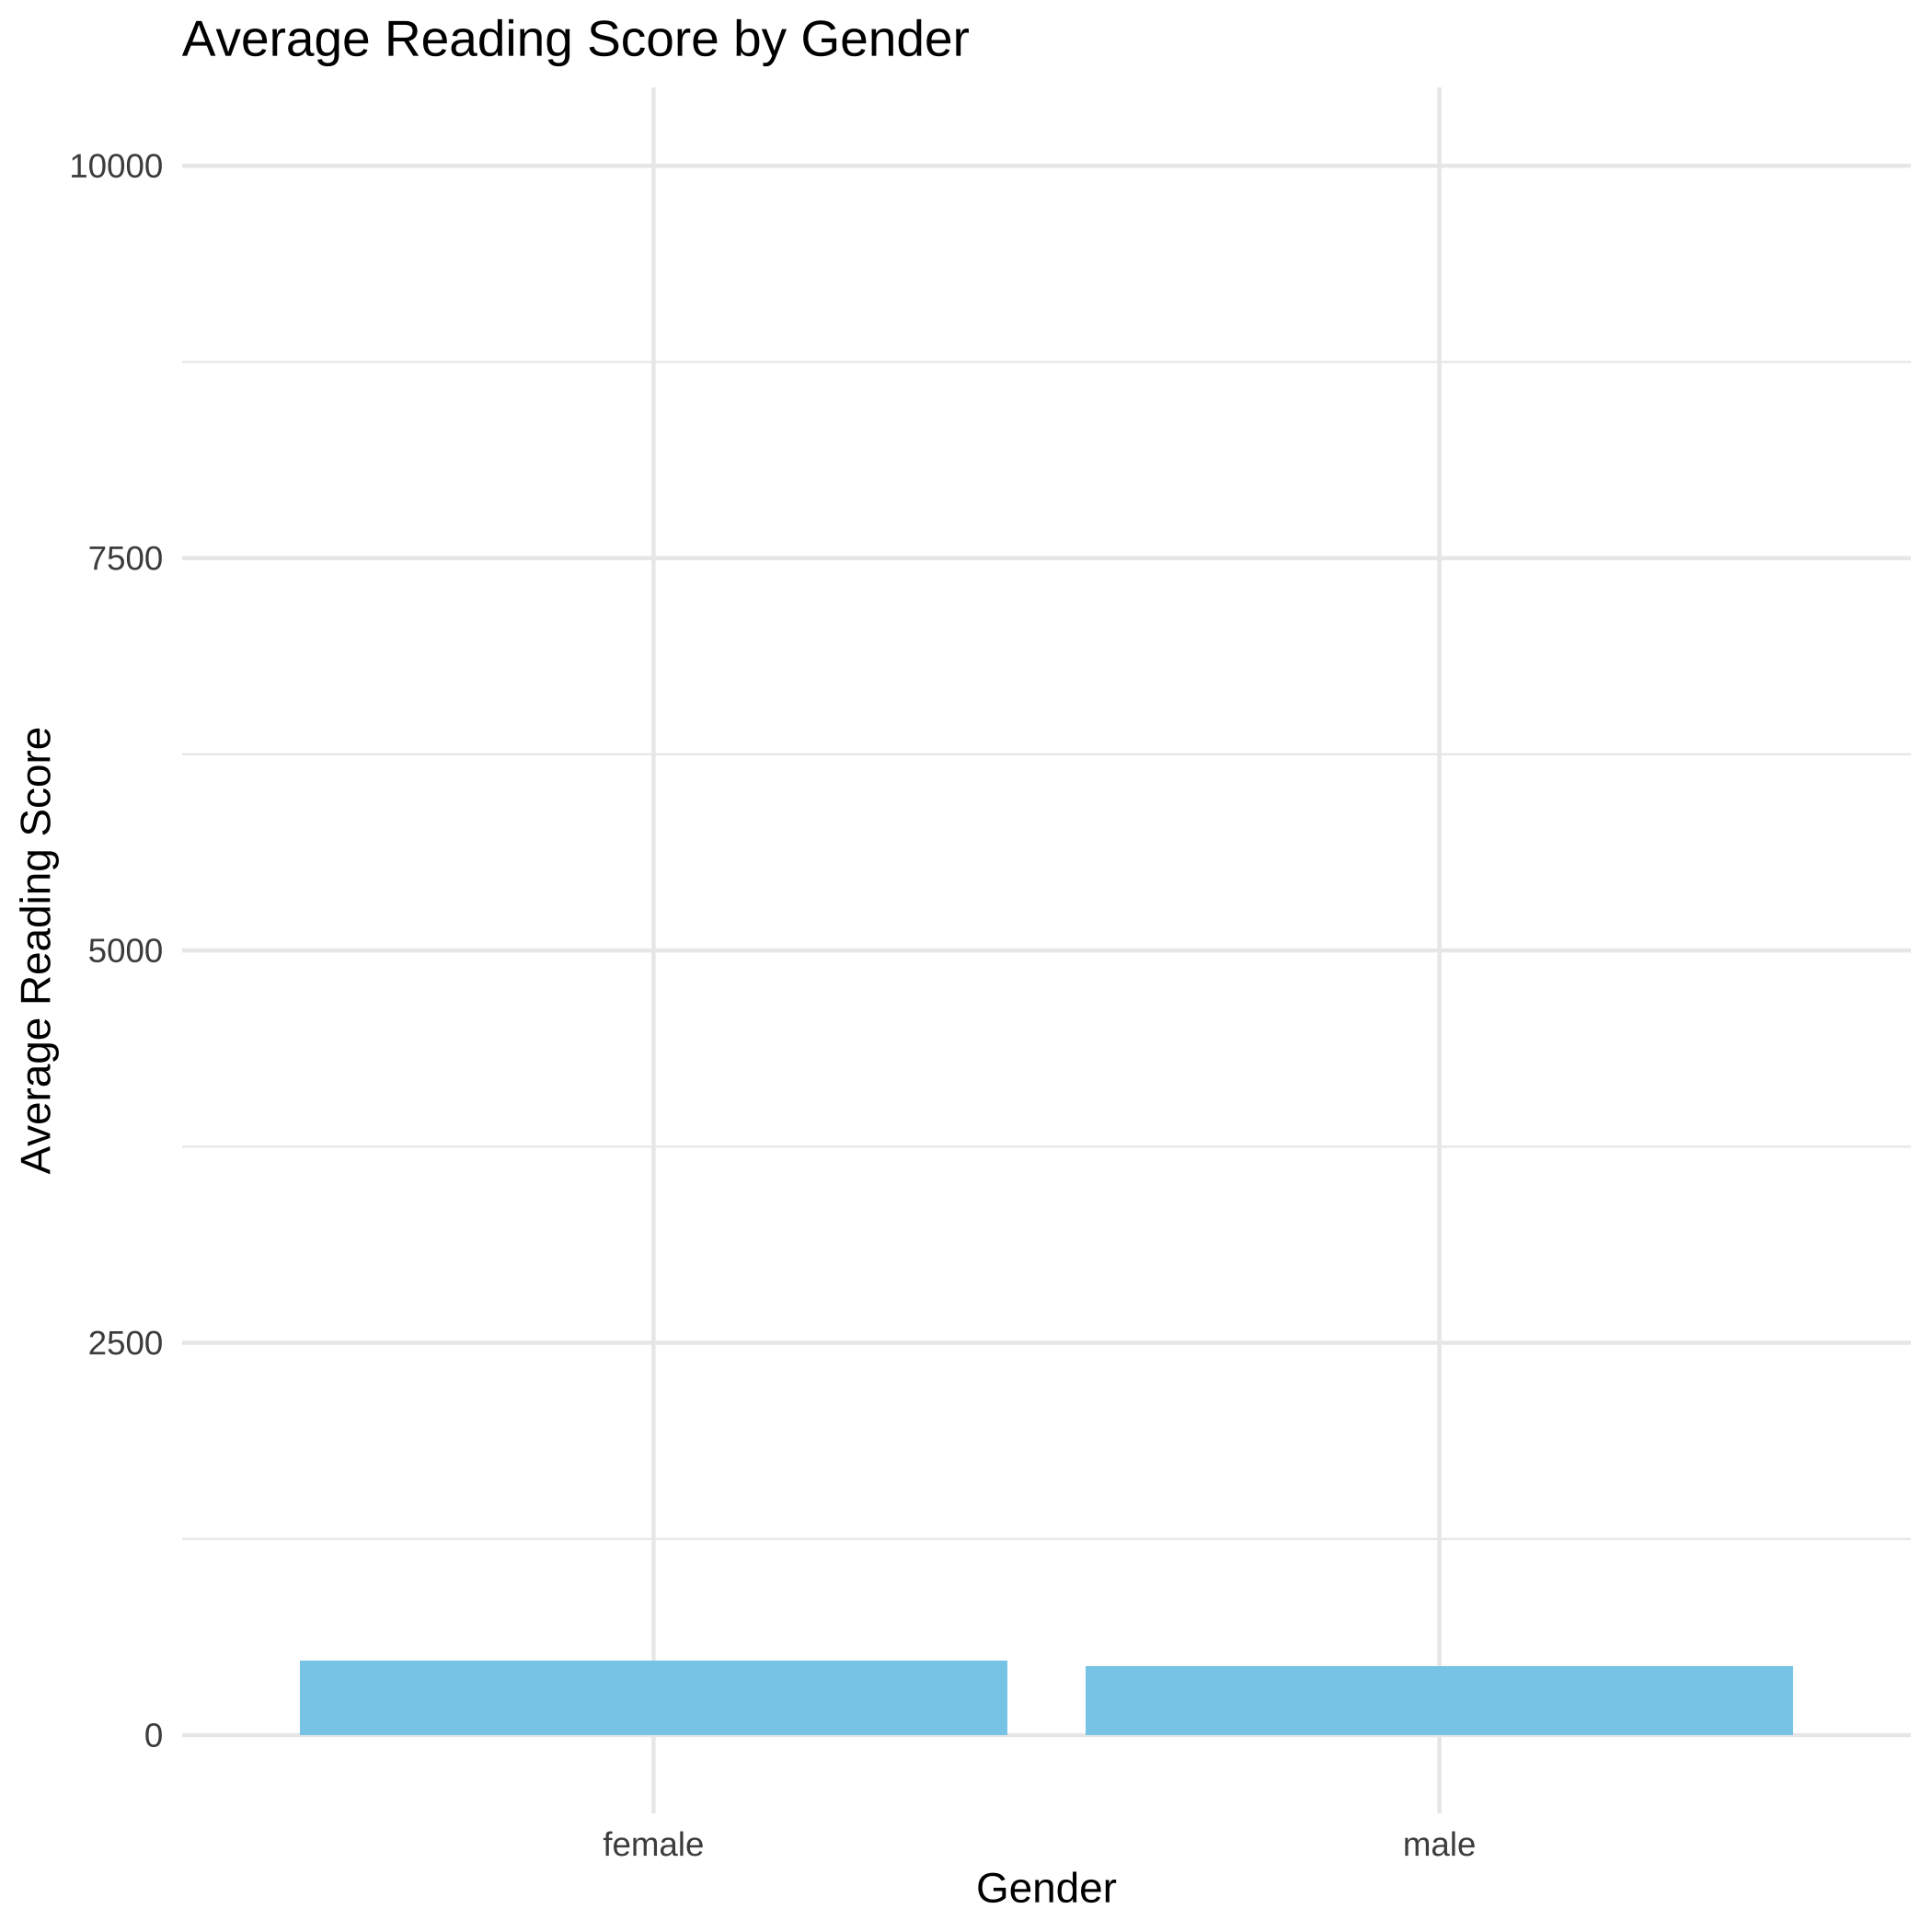 Average Reading Score by Gender
Average Reading Score
10000
7500
5000
2500
0
female
male
Gender